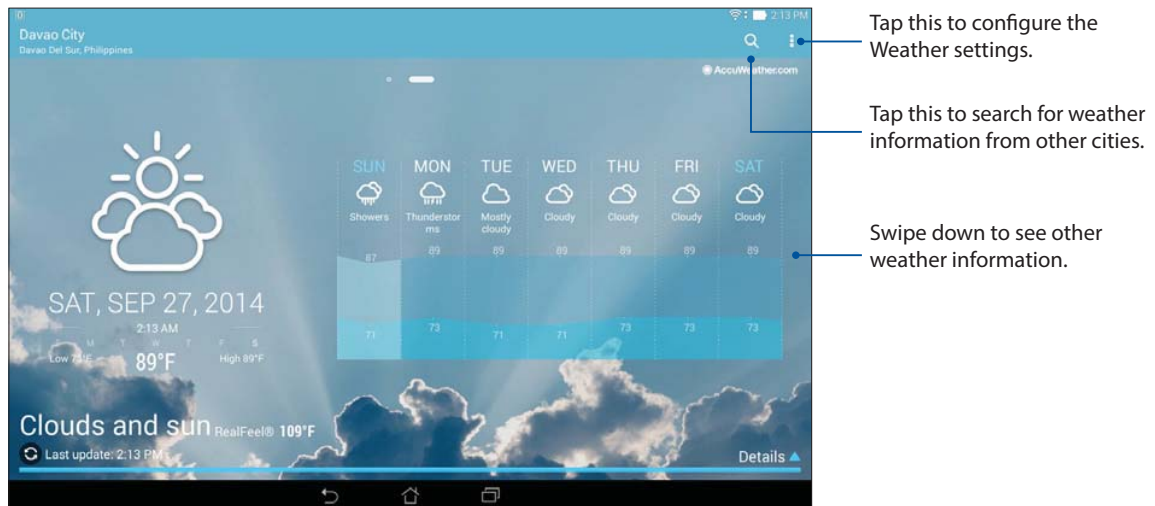 2:13 PM
Davao City
Davao Del Sur, Philippines
AccuWeather.com
SUN MON TUE WED THU FRI SAT
Showers Thunderstor Mostly Cloudy Cloudy Cloudy Cloudy
ms cloudy
87 89 89 89 89 89 89
71 73 71 71 73 73 73
SAT, SEP 27, 2014
2:13 AM
M T W T F S
89°F High 89°F
Clouds and sun RealFeel® 109°F
Last update: 2:13 PM
Details
Tap this to configure the
Weather settings.
Tap this to search for weather
information from other cities.
Swipe down to see other
weather information.